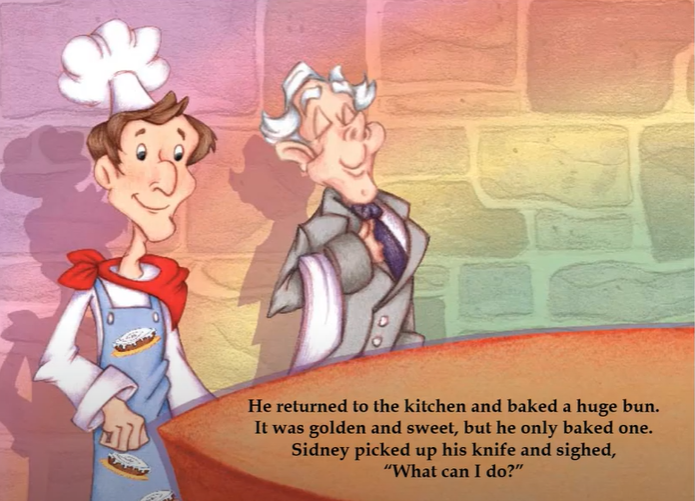 He returned to the kitchen and baked a huge bun.
It was golden and sweet, but he only baked one.
Sidney picked up his knife and sighed,
“What can I do?”